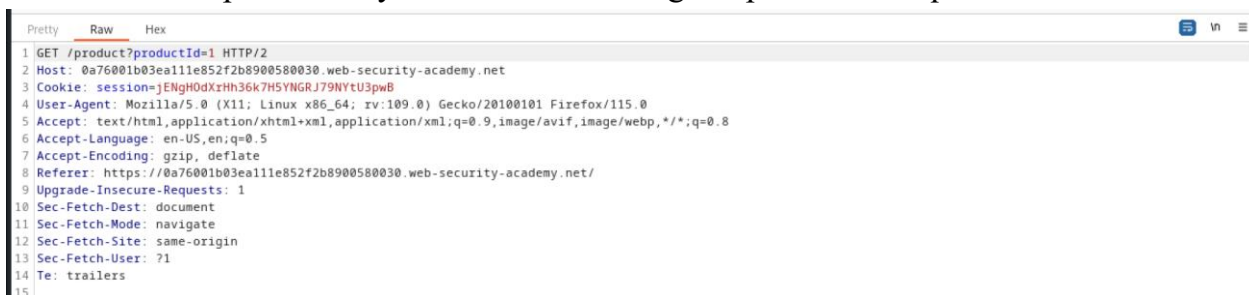 Pretty Raw Hex \n
1 GET /product?productId=1 HTTP/2
2 Host: 0a76001b03ea111e852f2b8900580030.web-security-academy.net
3 Cookie: session=jENgHOdXrHh36k7H5YNGRJ79NYtU3pwB
4 User-Agent: Mozilla/5.0 (X11; Linux x86_64; rv:109.0) Gecko/20100101 Firefox/115.0
5 Accept: text/html,application/xhtml+xml,application/xml;q=0.9,image/avif,image/webp,*/*;q=0.8
6 Accept-Language: en-US,en;q=0.5
7 Accept-Encoding: gzip, deflate
8 Referer: https://0a76001b03ea111e852f2b8900580030.web-security-academy.net/
9 Upgrade-Insecure-Requests: 1
10 Sec-Fetch-Dest: document
11 Sec-Fetch-Mode: navigate
12 Sec-Fetch-Site: same-origin
13 Sec-Fetch-User: ?1
14 Te: trailers
15